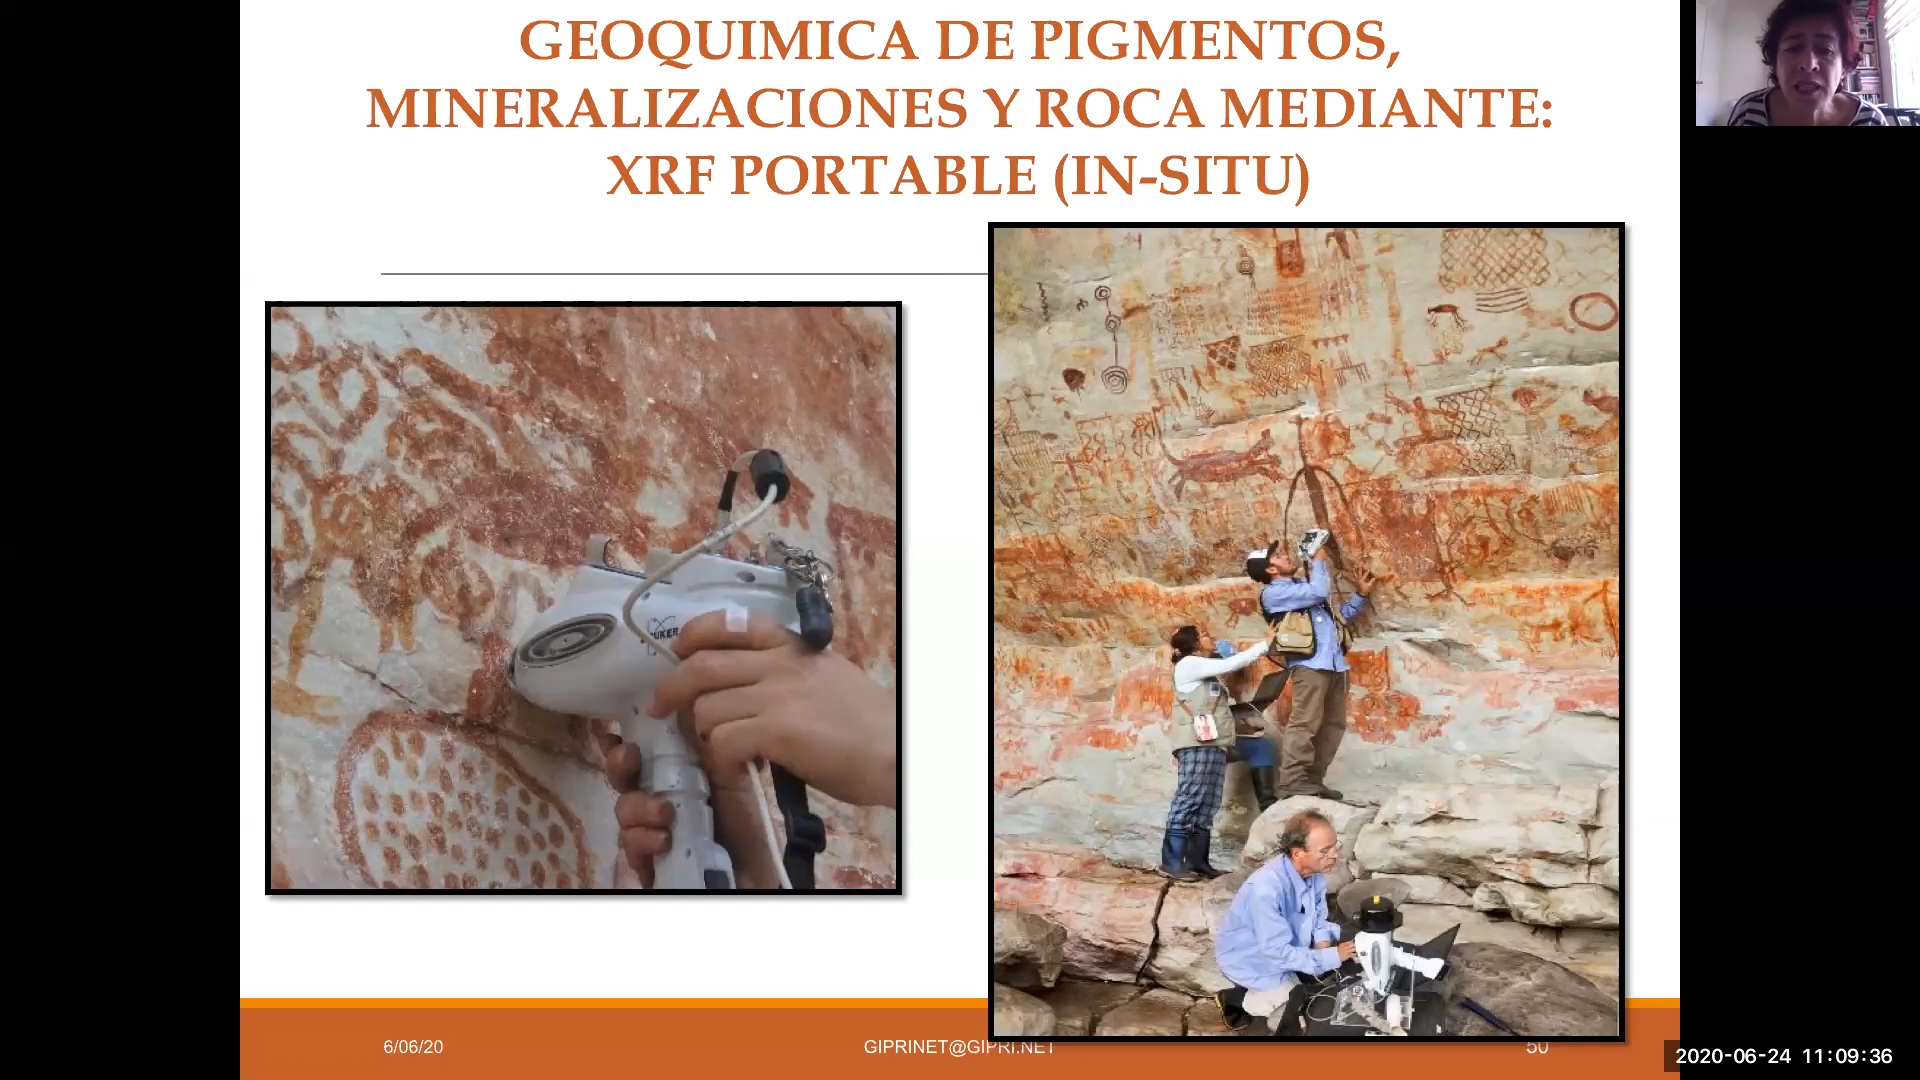 GEOQUIMICA DE PIGMENTOS,
MINERALIZACIONES Y ROCA MEDIANTE:
XRF PORTABLE (IN-SITU)
UKER
6/06/20
GIPRINET@GIPRI.NET
50
2020-06-24 11:09:36